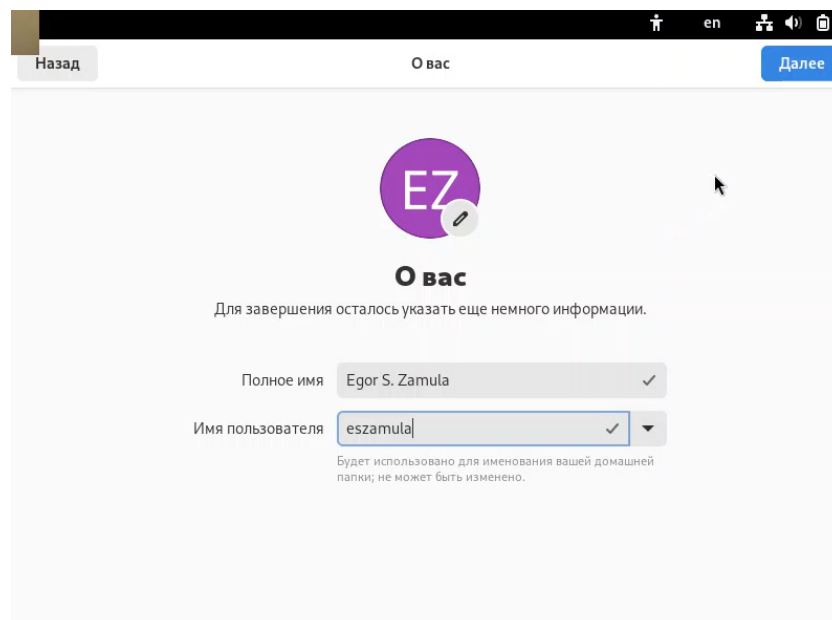 en
Назад
О вас
Далее
EZ
О вас
Для завершения осталось указать еще немного информации.
Полное имя Egor S. Zamula
Имя пользователя eszamula
Будет использовано для именования вашей домашней
папки; не может быть изменено.